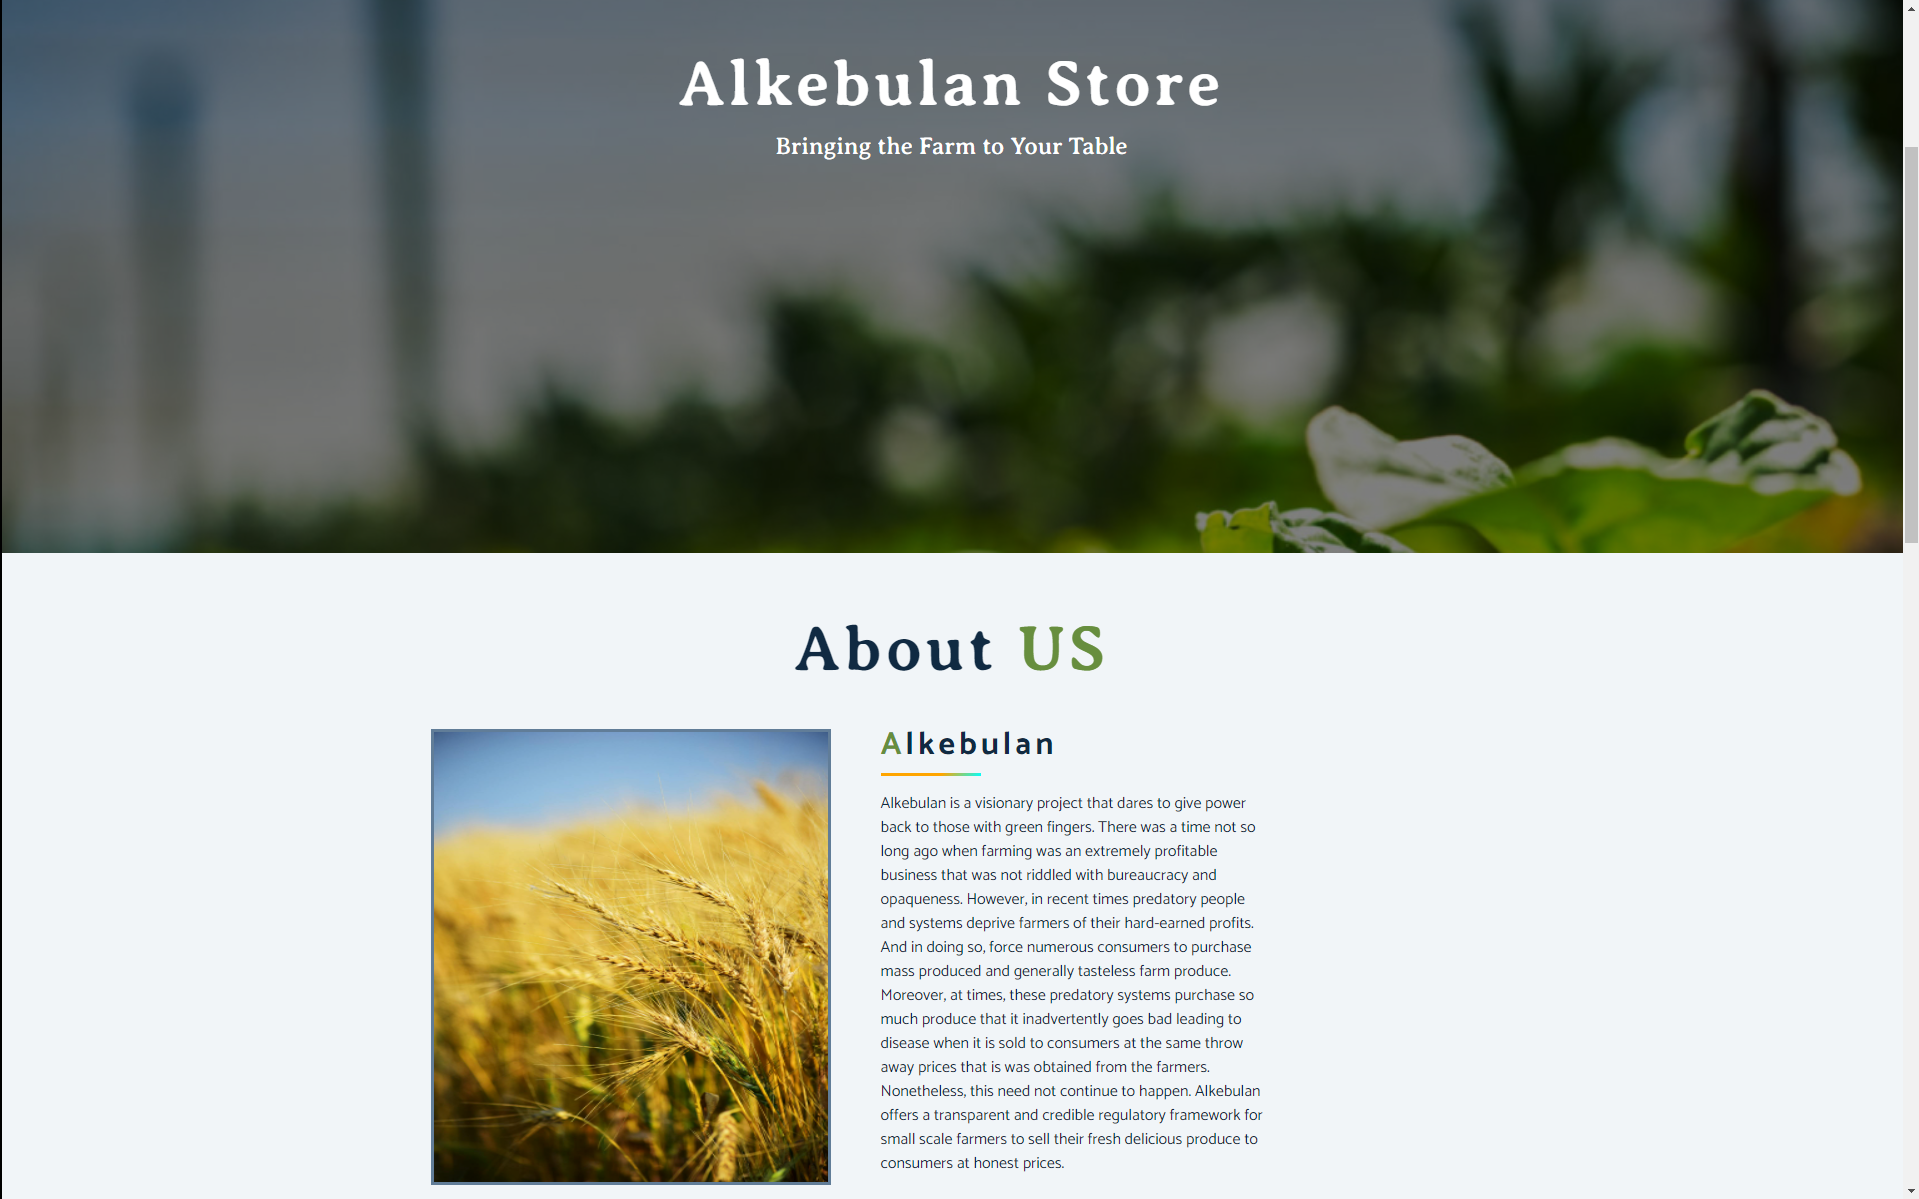 Alkebulan Store
Bringing the Farm to Your Table
About US
Alkebulan
Alkebulan is a visionary project that dares to give power
back to those with green fingers. There was a time not so
long ago when farming was an extremely profitable
business that was not riddled with bureaucracy and
opaqueness. However, in recent times predatory people
and systems deprive farmers of their hard-earned profits.
And in doing so, force numerous consumers to purchase
mass produced and generally tasteless farm produce.
Moreover, at times, these predatory systems purchase so
much produce that it inadvertently goes bad leading to
disease when it is sold to consumers at the same throw
away prices that is was obtained from the farmers.
Nonetheless, this need not continue to happen. Alkebulan
offers a transparent and credible regulatory framework for
small scale farmers to sell their fresh delicious produce to
consumers at honest prices.